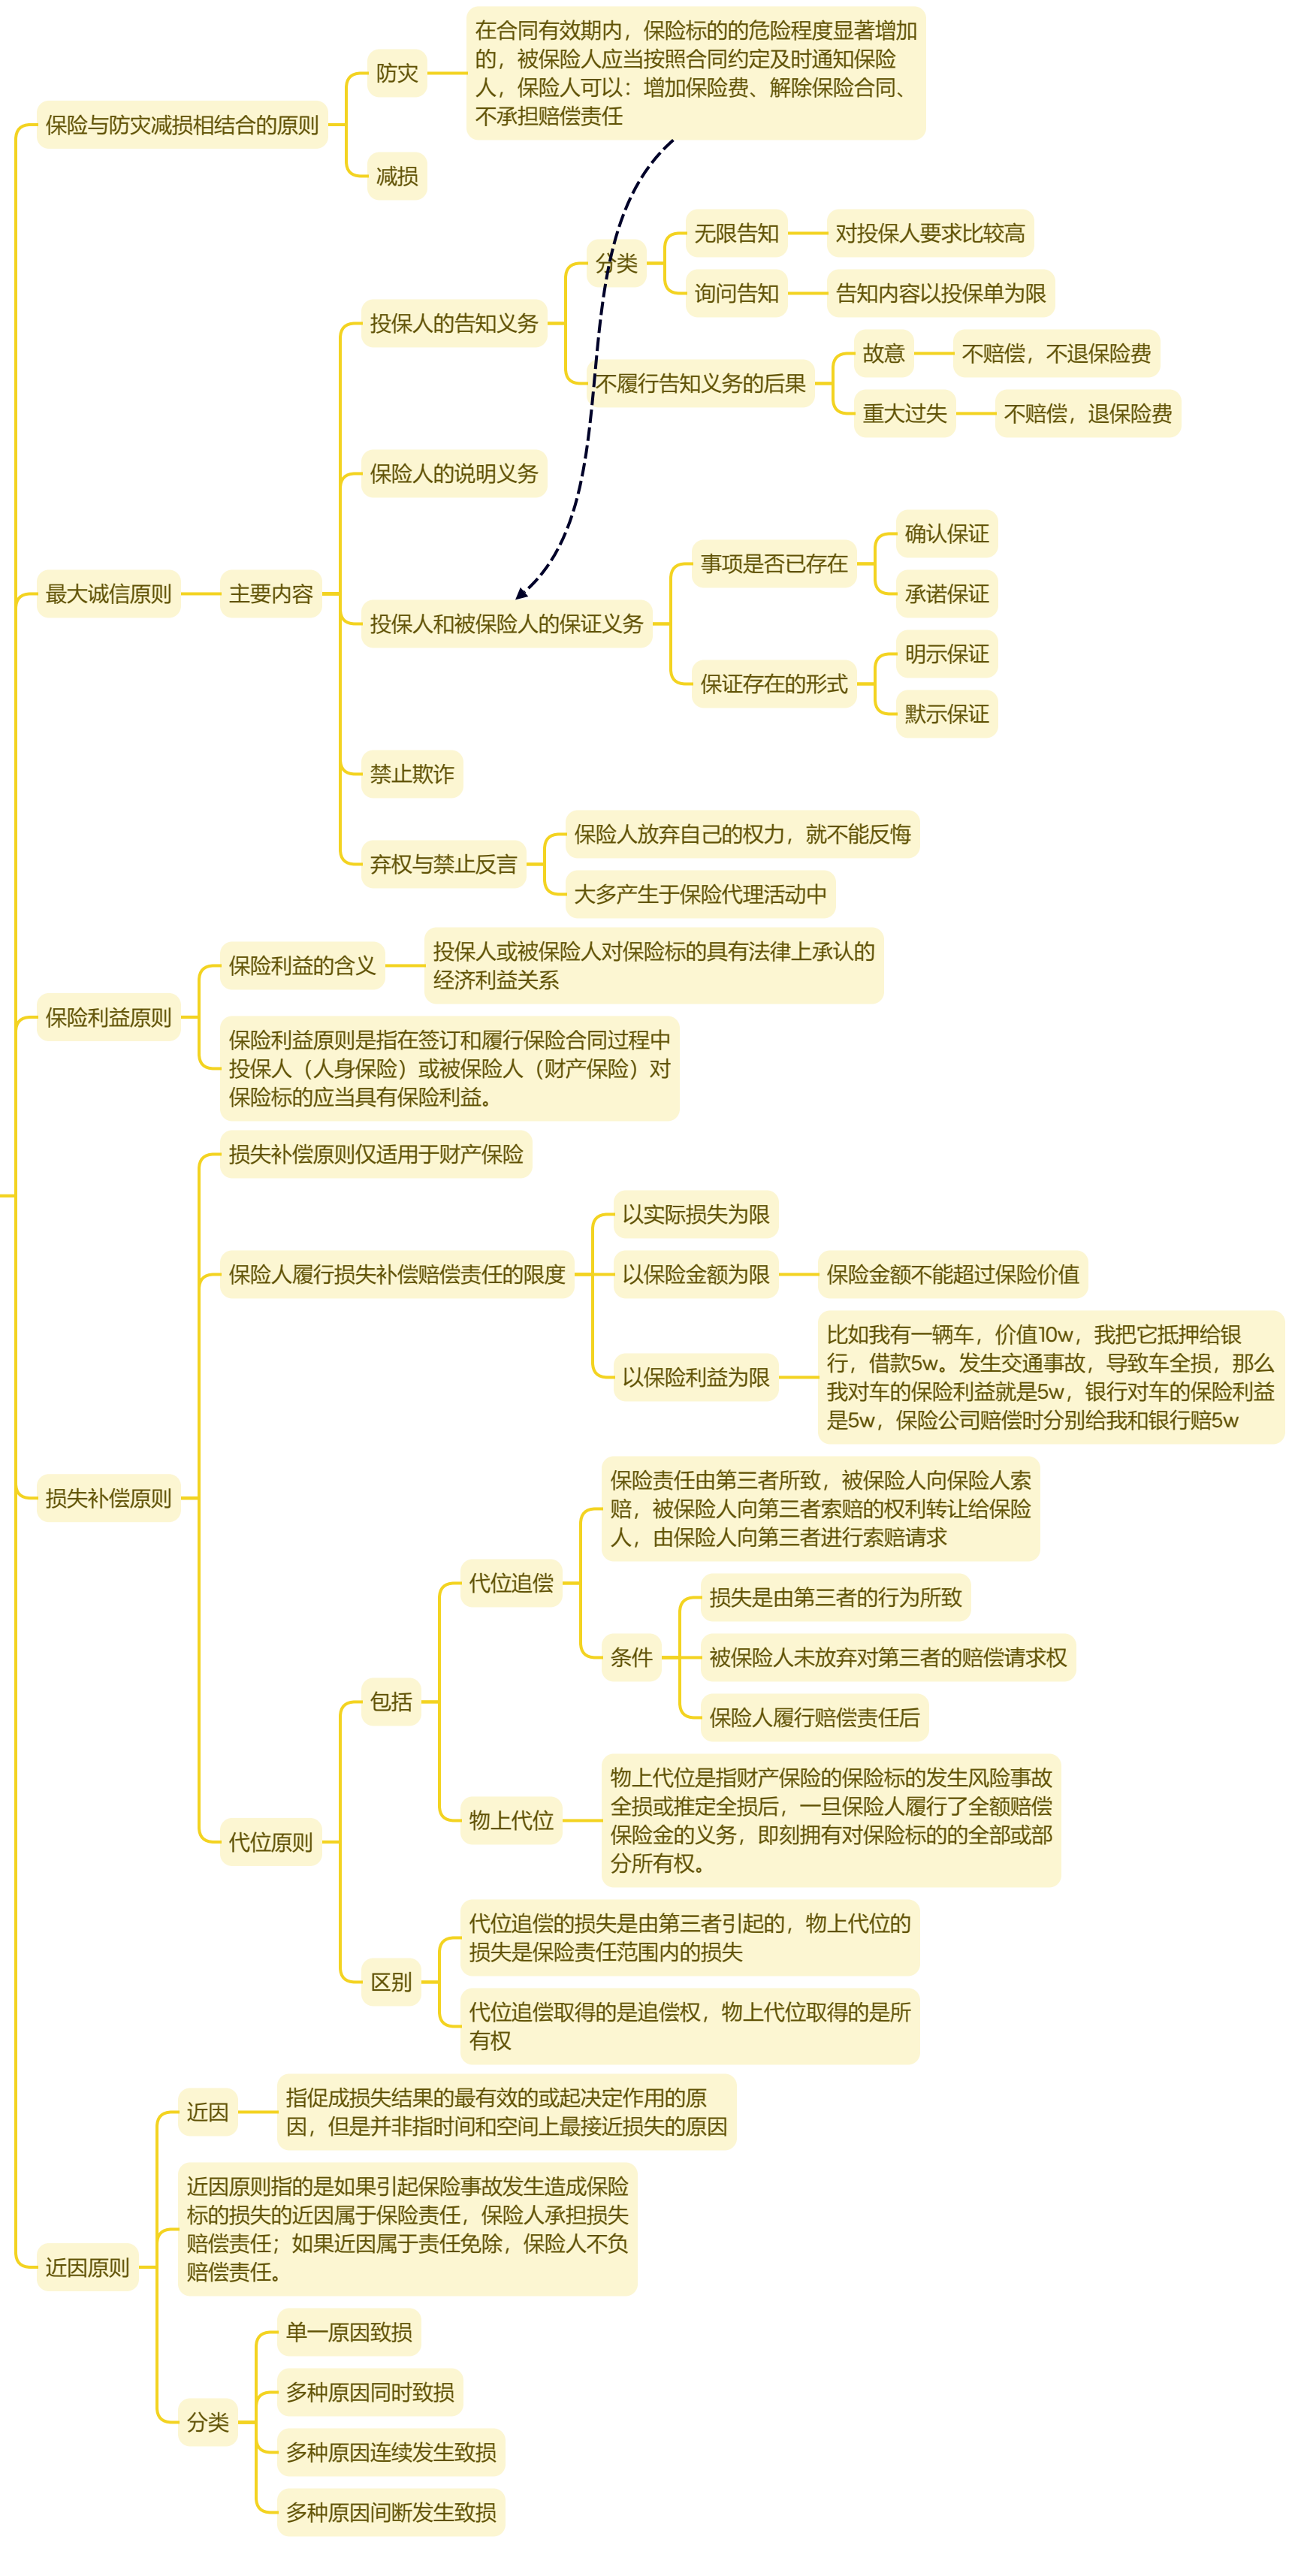 保险与防灾减损相结合的原则
防灾
在合同有效期内，保险标的的危险程度显著增加
的，被保险人应当按照合同约定及时通知保险
人，保险人可以：增加保险费、解除保险合同、
不承担赔偿责任
减损
最大诚信原则
主要内容
投保人的告知义务
分类
无限告知
对投保人要求比较高
询问告知
告知内容以投保单为限
不履行告知义务的后果
故意
不赔偿，不退保险费
重大过失
不赔偿，退保险费
保险人的说明义务
投保人和被保险人的保证义务
事项是否已存在
确认保证
承诺保证
保证存在的形式
明示保证
默示保证
禁止欺诈
弃权与禁止反言
保险人放弃自己的权力，就不能反悔
大多产生于保险代理活动中
保险利益原则
保险利益的含义
投保人或被保险人对保险标的具有法律上承认的
经济利益关系
保险利益原则是指在签订和履行保险合同过程中
投保人（人身保险）或被保险人（财产保险）对
保险标的应当具有保险利益。
损失补偿原则
损失补偿原则仅适用于财产保险
保险人履行损失补偿赔偿责任的限度
以实际损失为限
以保险金额为限
保险金额不能超过保险价值
以保险利益为限
比如我有一辆车，价值10w，我把它抵押给银
行，借款5w。发生交通事故，导致车全损，那么
我对车的保险利益就是5w，银行对车的保险利益
是5w，保险公司赔偿时分别给我和银行赔5w
代位原则
包括
代位追偿
保险责任由第三者所致，被保险人向保险人索
赔，被保险人向第三者索赔的权利转让给保险
人，由保险人向第三者进行索赔请求
条件
损失是由第三者的行为所致
被保险人未放弃对第三者的赔偿请求权
保险人履行赔偿责任后
物上代位
物上代位是指财产保险的保险标的发生风险事故
全损或推定全损后，一旦保险人履行了全额赔偿
保险金的义务，即刻拥有对保险标的的全部或部
分所有权。
区别
代位追偿的损失是由第三者引起的，物上代位的
损失是保险责任范围内的损失
代位追偿取得的是追偿权，物上代位取得的是所
有权
近因原则
近因
指促成损失结果的最有效的或起决定作用的原
因，但是并非指时间和空间上最接近损失的原因
近因原则指的是如果引起保险事故发生造成保险
标的损失的近因属于保险责任，保险人承担损失
赔偿责任；如果近因属于责任免除，保险人不负
赔偿责任。
分类
单一原因致损
多种原因同时致损
多种原因连续发生致损
多种原因间断发生致损